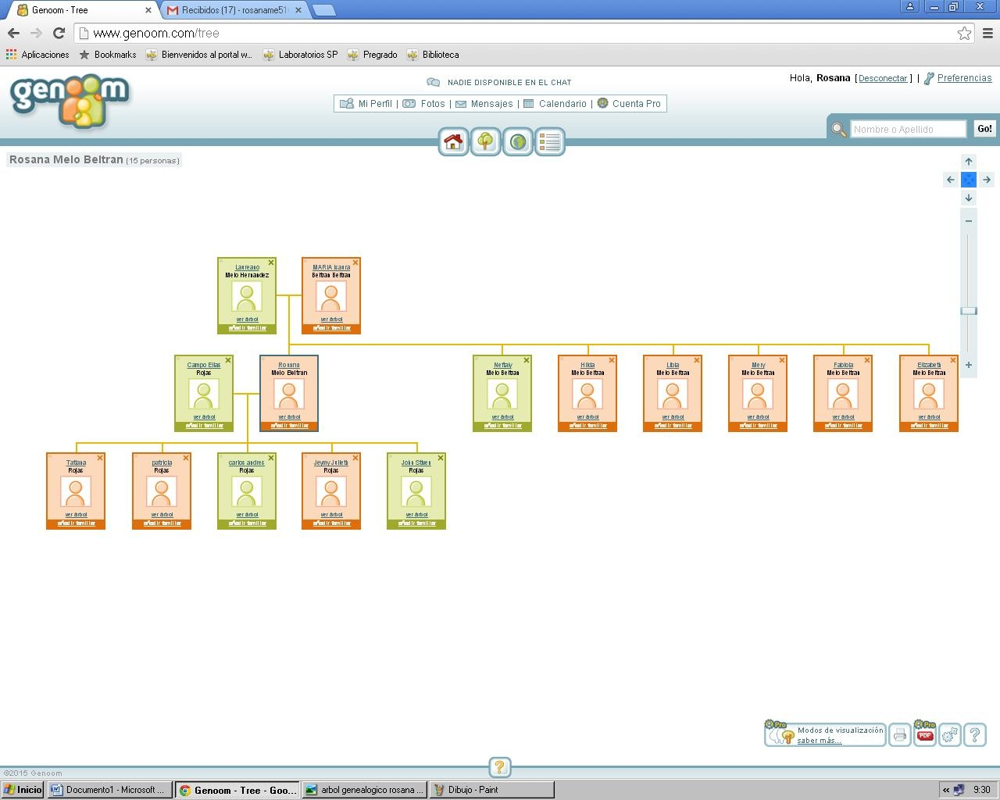 Genoom - Tree
Recibidos (17) - rosaname51
www.genoom.com/tree
Aplicaciones
Bookmarks
Bienvenidos al portal w...
Laboratorios SP
Pregrado
Biblioteca
genoom
NADIE DISPONIBLE EN EL CHAT
Hola, Rosana [Desconectar] | Preferencias
Mi Perfil | Fotos | Mensajes | Calendario | Cuenta Pro
Nombre o Apellido
Go!
Rosana Melo Beltran (15 personas)
Laureano
Melo Hernandez
ver árbol
añadir familiar
MARIA Isaura
Beltran Beltran
ver árbol
añadir familiar
Campo Elias
Rojas
ver árbol
añadir familiar
Rosana
Melo Beltran
ver árbol
añadir familiar
Neftaly
Melo Beltran
ver árbol
añadir familiar
Hilda
Melo Beltran
ver árbol
añadir familiar
Libia
Melo Beltran
ver árbol
añadir familiar
Mery
Melo Beltran
ver árbol
añadir familiar
Fabiola
Melo Beltran
ver árbol
añadir familiar
Elizabeth
Melo Beltran
ver árbol
añadir familiar
Tatiana
Rojas
ver árbol
añadir familiar
patricia
Rojas
ver árbol
añadir familiar
carlos andres
Rojas
ver árbol
añadir familiar
Jeymy Julieth
Rojas
ver árbol
añadir familiar
John Stiven
Rojas
ver árbol
añadir familiar
Pro
Modos de visualización
saber más...
Pro
PDF
?
?
©2015 Genoom
Inicio
Documento1 - Microsoft ...
Genoom - Tree - Goo...
arbol genealogico rosana ...
Dibujo - Paint
9:30